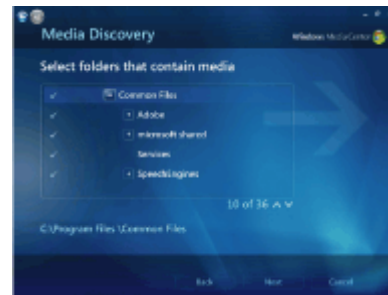 Media Discovery
Windows Media Center
Select folders that contain media
Common Files
Adobe
microsoft shared
Services
SpeechEngines
10 of 36
C:\Program Files\Common Files
Back Next Cancel